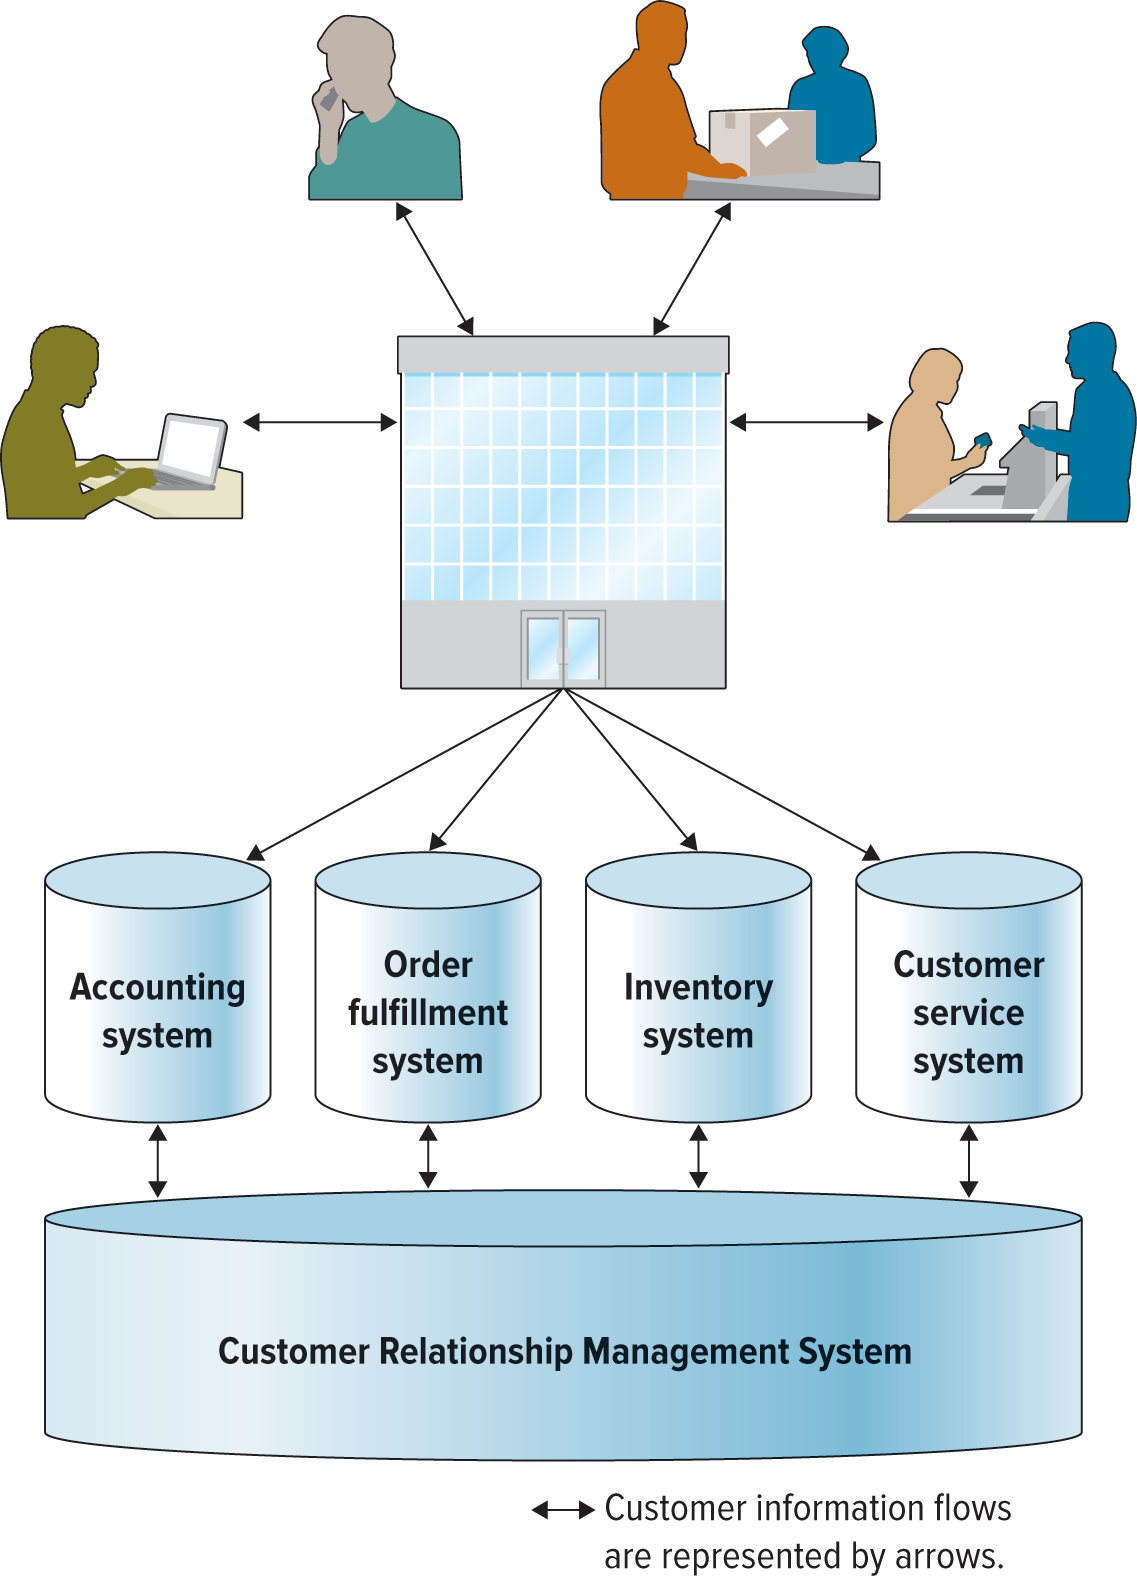 Accounting
system
Order
fulfillment
system
Inventory
system
Customer
service
system
Customer Relationship Management System
Customer information flows
are represented by arrows.